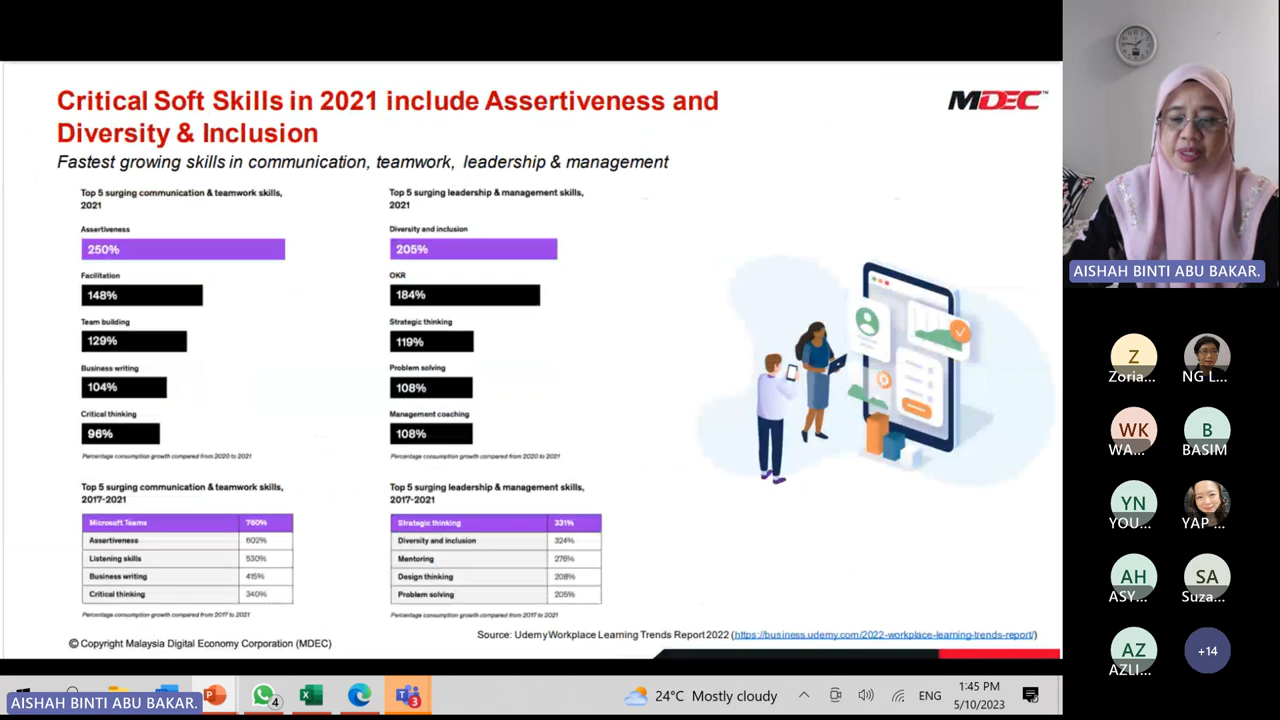 Critical Soft Skills in 2021 include Assertiveness and
Diversity & Inclusion
MDEC™
Fastest growing skills in communication, teamwork, leadership & management
Top 5 surging communication & teamwork skills,
2021
Assertiveness
250%
Facilitation
148%
Team building
129%
Business writing
104%
Critical thinking
96%
Percentage consumption growth compared from 2020 to 2021
Top 5 surging leadership & management skills,
2021
Diversity and inclusion
205%
OKR
184%
Strategic thinking
119%
Problem solving
108%
Management coaching
108%
Percentage consumption growth compared from 2020 to 2021
Top 5 surging communication & teamwork skills,
2017-2021
Microsoft Teams 760%
Assertiveness 602%
Listening skills 530%
Business writing 415%
Critical thinking 340%
Percentage consumption growth compared from 2017 to 2021
Top 5 surging leadership & management skills,
2017-2021
Strategic thinking 331%
Diversity and inclusion 324%
Mentoring 276%
Design thinking 208%
Problem solving 205%
Percentage consumption growth compared from 2017 to 2021
Source: Udemy Workplace Learning Trends Report 2022 (https://business.udemy.com/2022-workplace-learning-trends-report/)
© Copyright Malaysia Digital Economy Corporation (MDEC)
AISHAH BINTI ABU BAKAR.
Z
Zoria...
NG L...
WK
WA...
B
BASIM
YN
YOU...
YAP ...
AH
ASY...
SA
Suza...
AZ
AZLI...
+14
AISHAH BINTI ABU BAKAR.
P
4
3
24°C Mostly cloudy
ENG
1:45 PM
5/10/2023